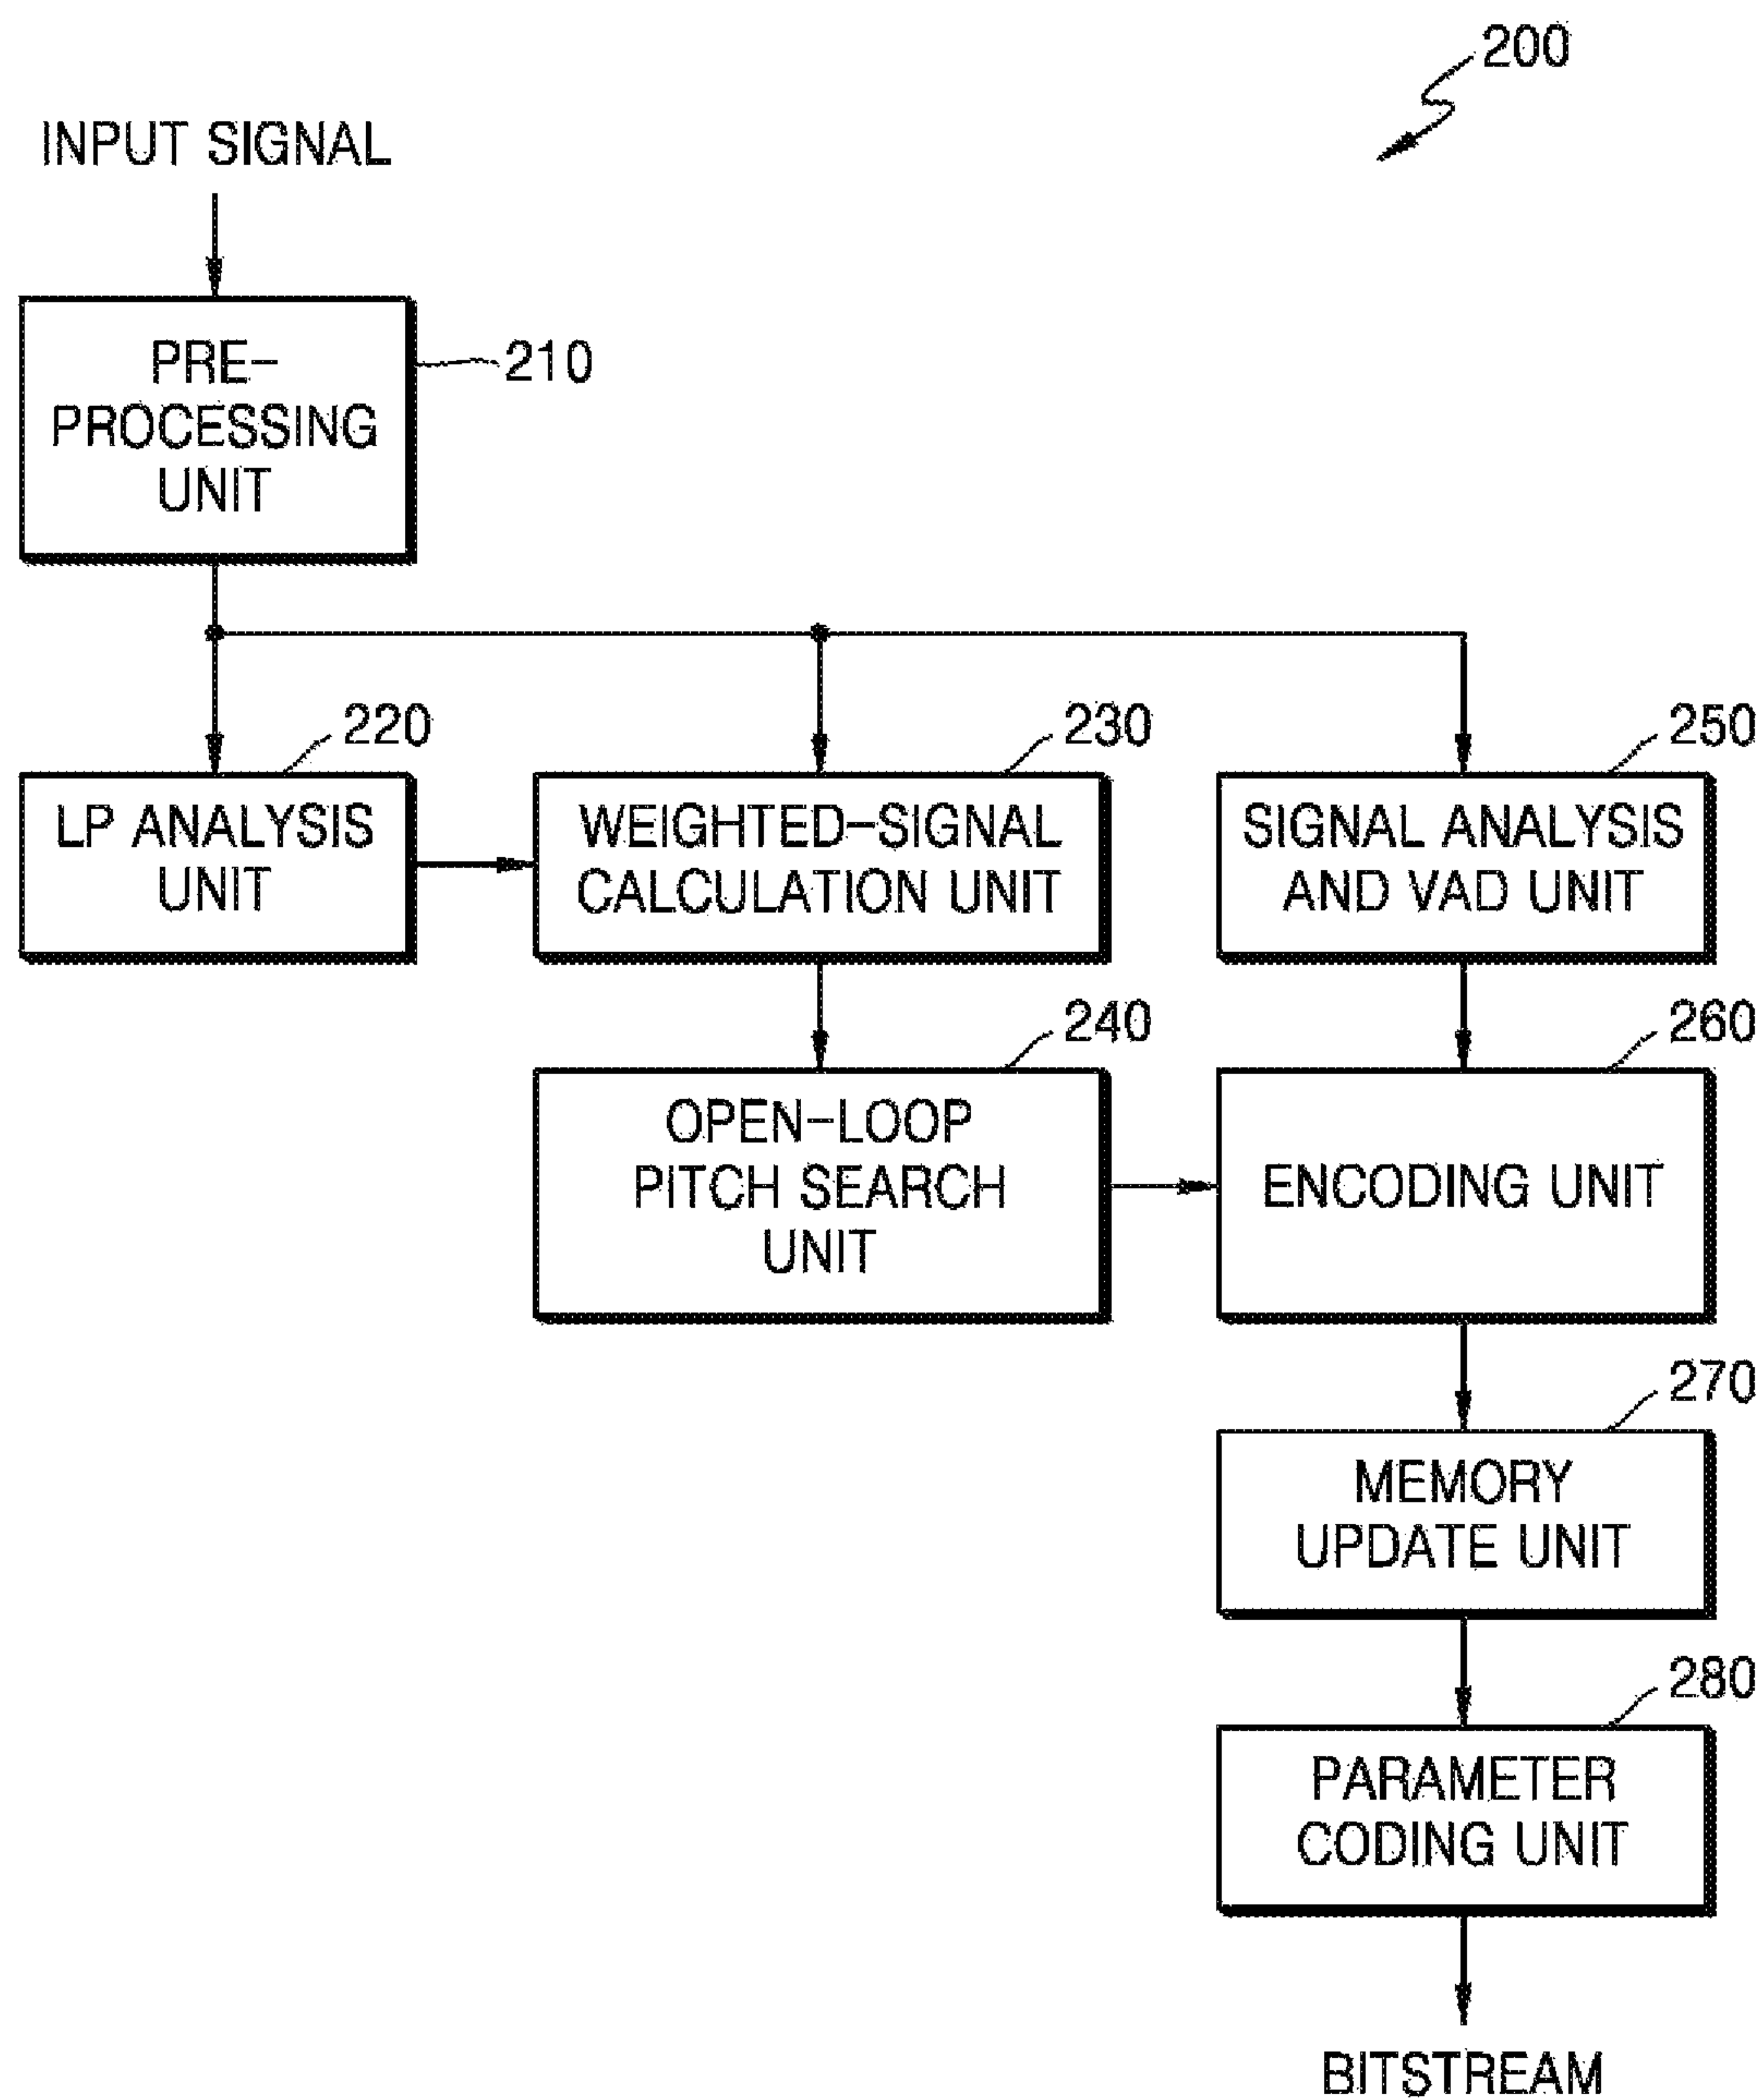 200
INPUT SIGNAL
PRE-
PROCESSING
UNIT
210
220
LP ANALYSIS
UNIT
230
WEIGHTED-SIGNAL
CALCULATION UNIT
250
SIGNAL ANALYSIS
AND VAD UNIT
240
OPEN-LOOP
PITCH SEARCH
UNIT
260
ENCODING UNIT
270
MEMORY
UPDATE UNIT
280
PARAMETER
CODING UNIT
BITSTREAM